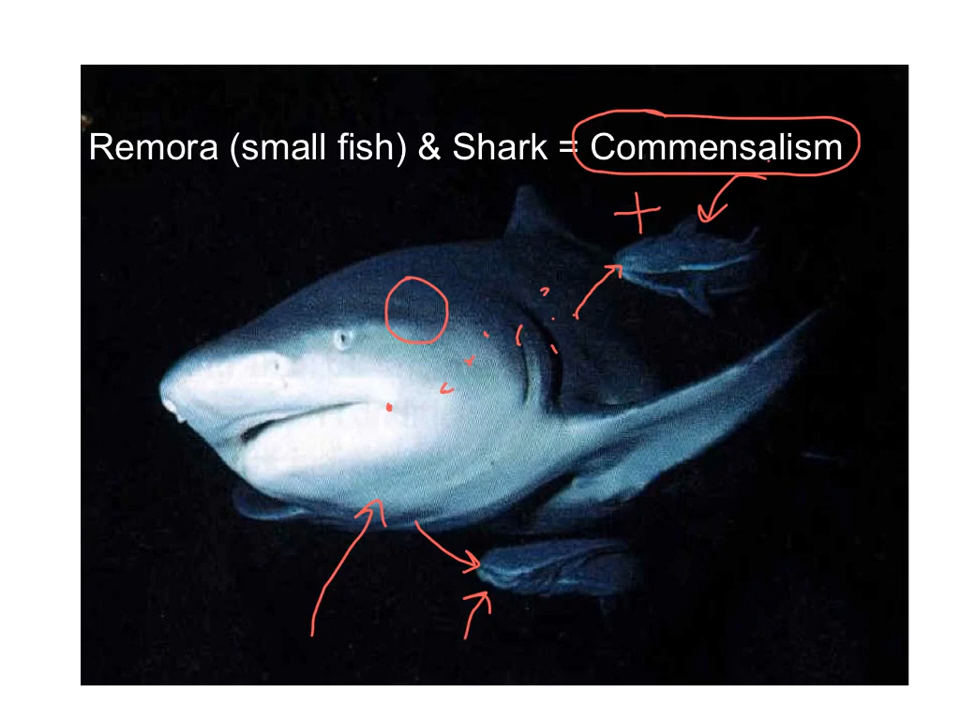 Remora (small fish) & Shark = Commensalism
+